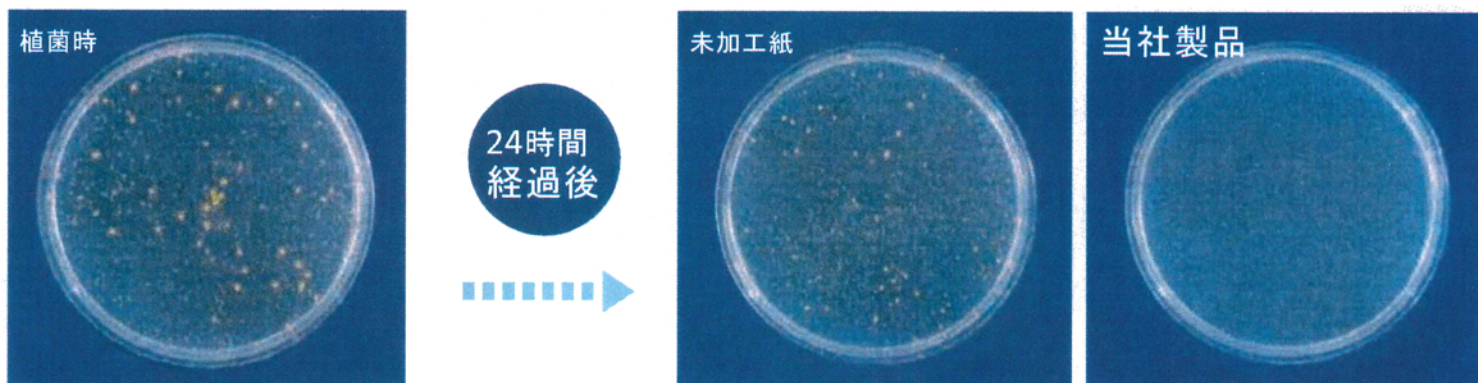 植菌時
24時間
経過後
未加工紙
当社製品